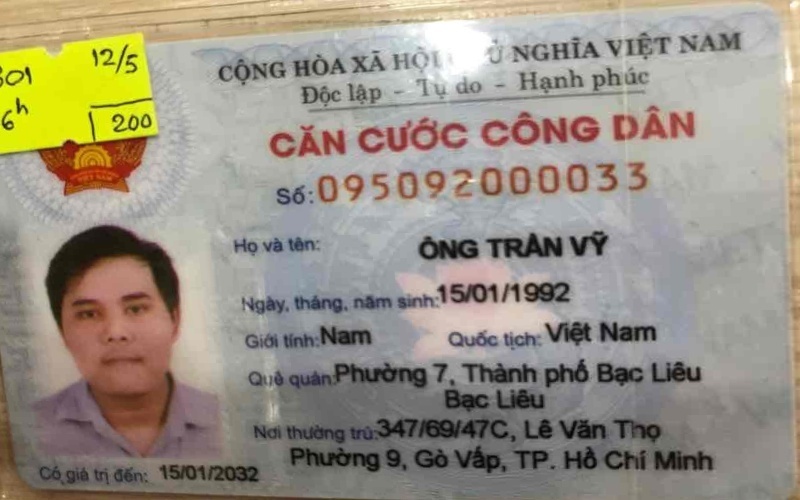 301 12/5
6h 200
CỘNG HÒA XÃ HỘI NGHĨA VIỆT NAM
Độc lập - Tự do - Hạnh phúc
CĂN CƯỚC CÔNG DÂN
Số: 095092000033
Họ và tên: ÔNG TRÂN VỸ
Ngày, tháng, năm sinh: 15/01/1992
Giới tính: Nam Quốc tịch: Việt Nam
Quê quán: Phường 7, Thành phố Bạc Liêu
Bạc Liêu
Nơi thường trú: 347/69/47C, Lê Văn Thọ
Phường 9, Gò Vấp, TP. Hồ Chí Minh
Có giá trị đến: 15/01/2032